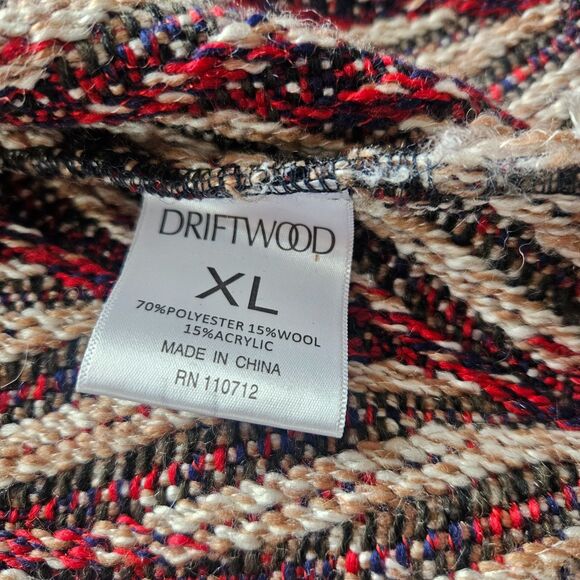 DRIFTWOOD
XL
70%POLYESTER 15%WOOL
15%ACRYLIC
MADE IN CHINA
RN 110712